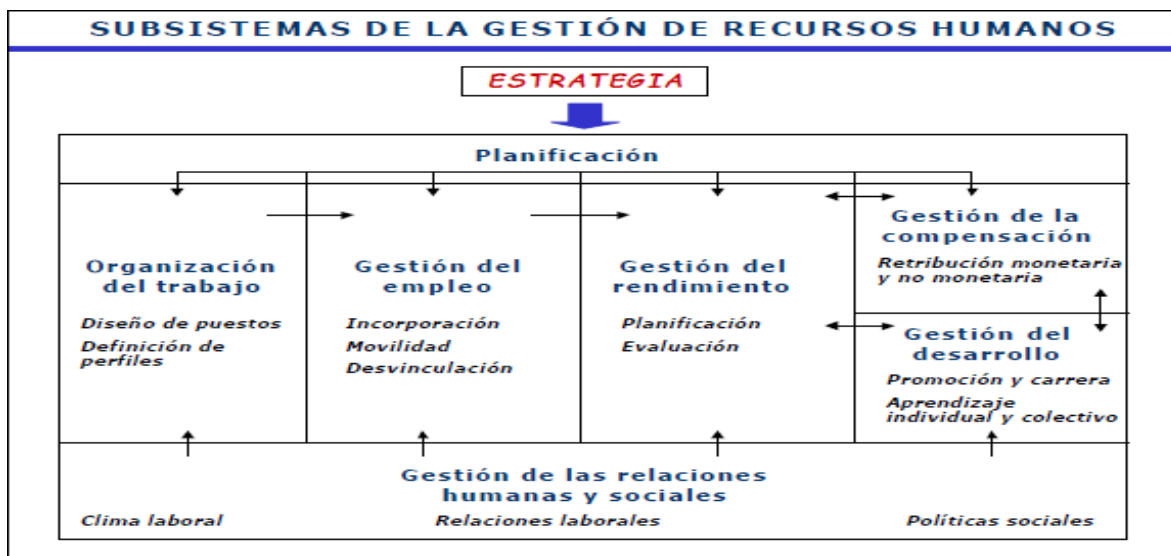 SUBSISTEMAS DE LA GESTIÓN DE RECURSOS HUMANOS
ESTRATEGIA
Planificación
Organización
del trabajo
Diseño de puestos
Definición de
perfiles
Gestión del
empleo
Incorporación
Movilidad
Desvinculación
Gestión del
rendimiento
Planificación
Evaluación
Gestión de la
compensación
Retribución monetaria
y no monetaria
Gestión del
desarrollo
Promoción y carrera
Aprendizaje
individual y colectivo
Gestión de las relaciones
humanas y sociales
Clima laboral
Relaciones laborales
Políticas sociales